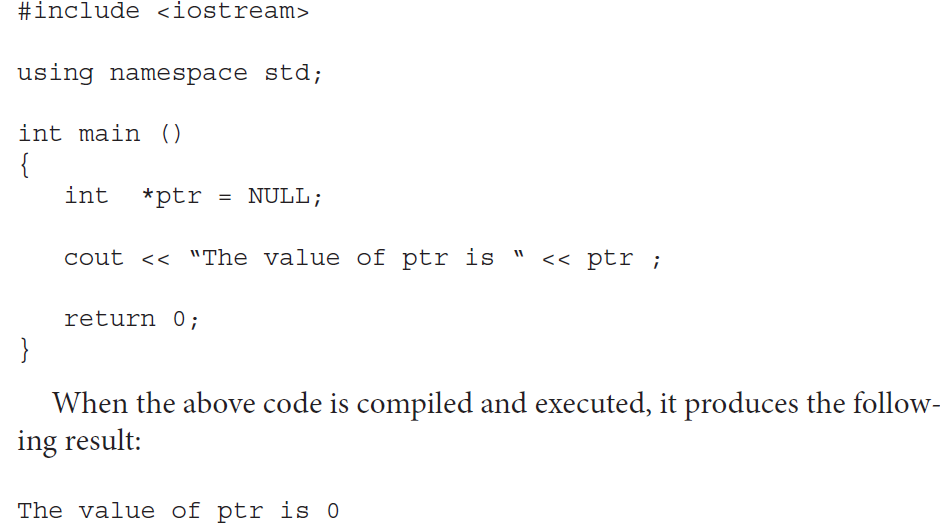 #include <iostream>
using namespace std;
int main ()
{
int *ptr = NULL;
cout << “The value of ptr is “ << ptr ;
return 0;
}
When the above code is compiled and executed, it produces the follow-
ing result:
The value of ptr is 0